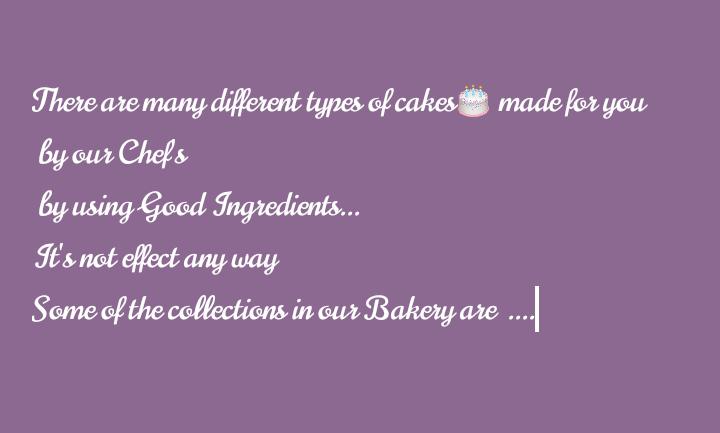 There are many different types of cakes🎂 made for you
by our Chefs
by using Good Ingredients...
It's not effect any way
Some of the collections in our Bakery are ....